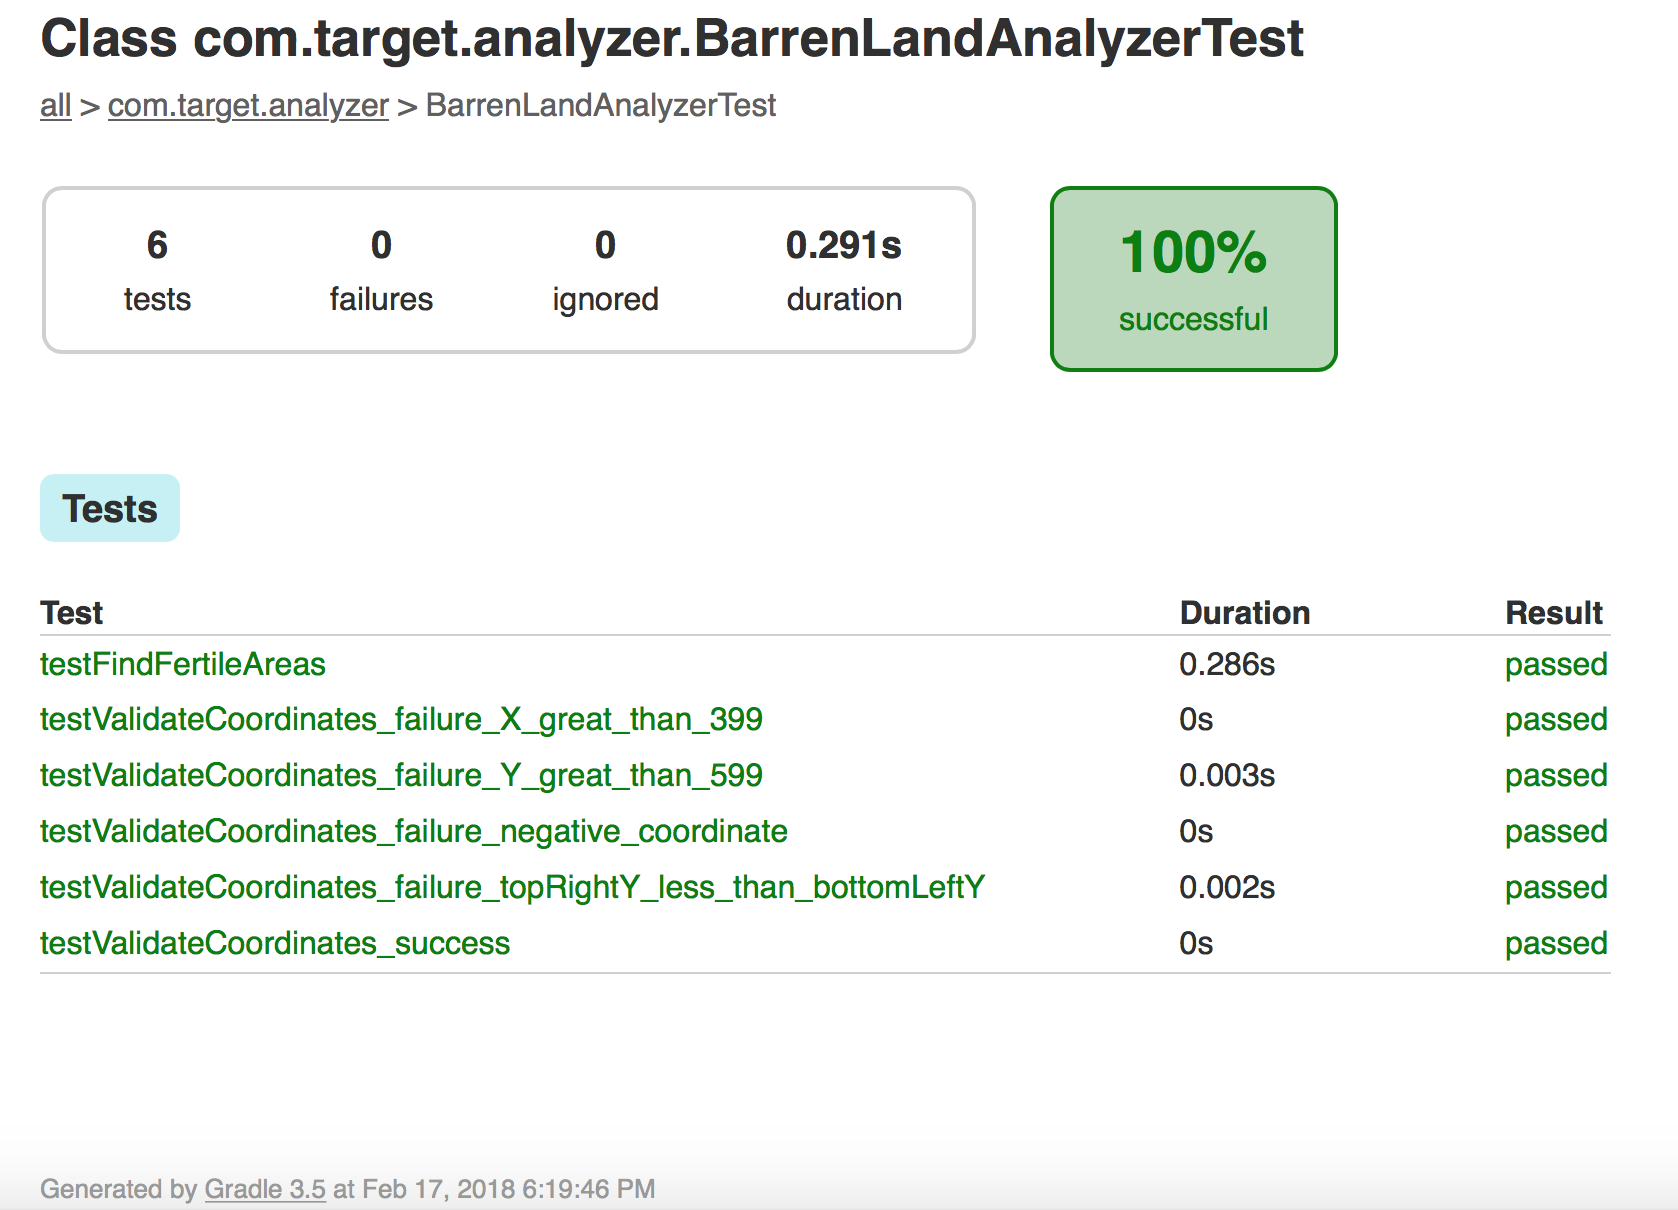 Class com.target.analyzer.BarrenLandAnalyzerTest
all > com.target.analyzer > BarrenLandAnalyzerTest
6 0 0 0.291s
tests failures ignored duration
100%
successful
Tests
Test Duration Result
testFindFertileAreas 0.286s passed
testValidateCoordinates_failure_X_great_than_399 0s passed
testValidateCoordinates_failure_Y_great_than_599 0.003s passed
testValidateCoordinates_failure_negative_coordinate 0s passed
testValidateCoordinates_failure_topRightY_less_than_bottomLeftY 0.002s passed
testValidateCoordinates_success 0s passed
Generated by Gradle 3.5 at Feb 17, 2018 6:19:46 PM